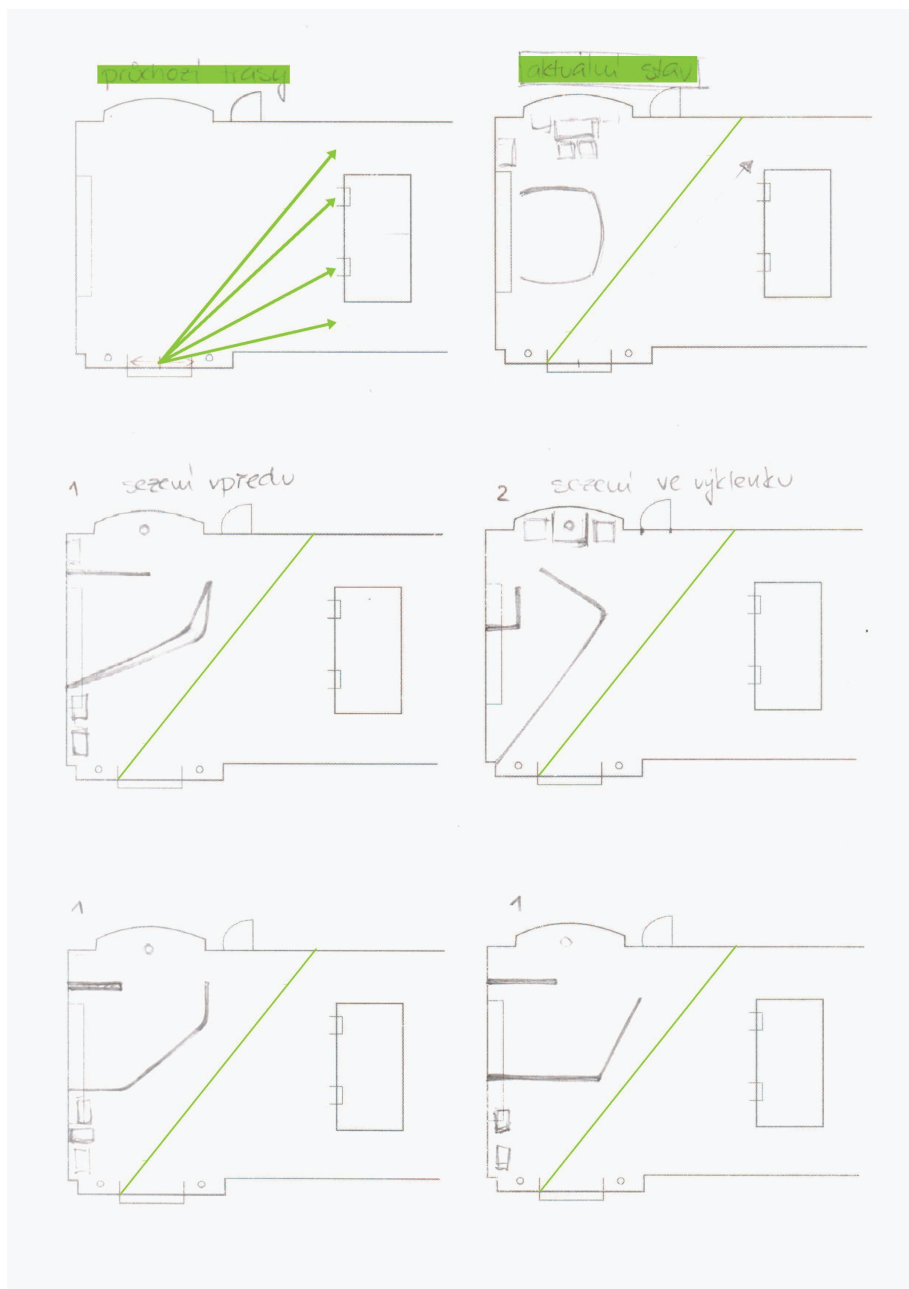 průchozí trasy
aktuální stav
1 sezení vpředu
2 sezení ve výklenku
1
1